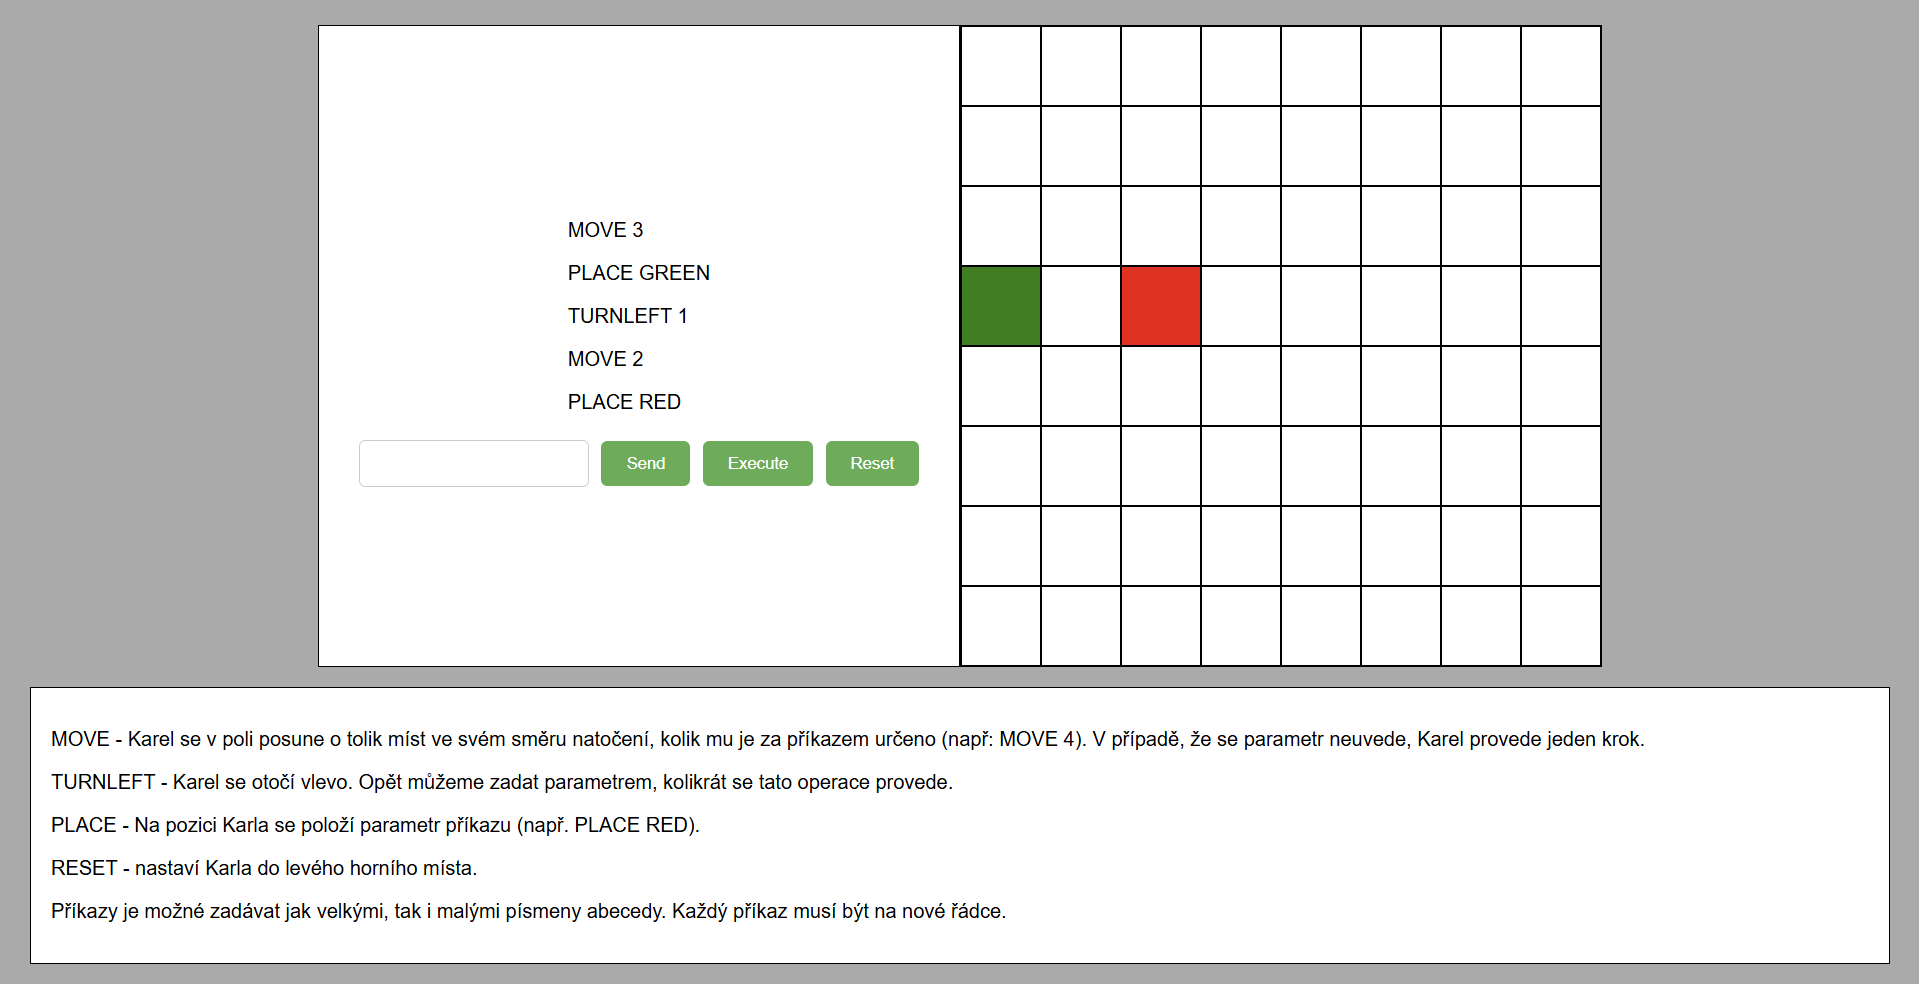 MOVE 3
PLACE GREEN
TURNLEFT 1
MOVE 2
PLACE RED
Send Execute Reset
MOVE - Karel se v poli posune o tolik míst ve svém směru natočení, kolik mu je za příkazem určeno (např: MOVE 4). V případě, že se parametr neuvede, Karel provede jeden krok.
TURNLEFT - Karel se otočí vlevo. Opět můžeme zadat parametrem, kolikrát se tato operace provede.
PLACE - Na pozici Karla se položí parametr příkazu (např. PLACE RED).
RESET - nastaví Karla do levého horního místa.
Příkazy je možné zadávat jak velkými, tak i malými písmeny abecedy. Každý příkaz musí být na nové řádce.